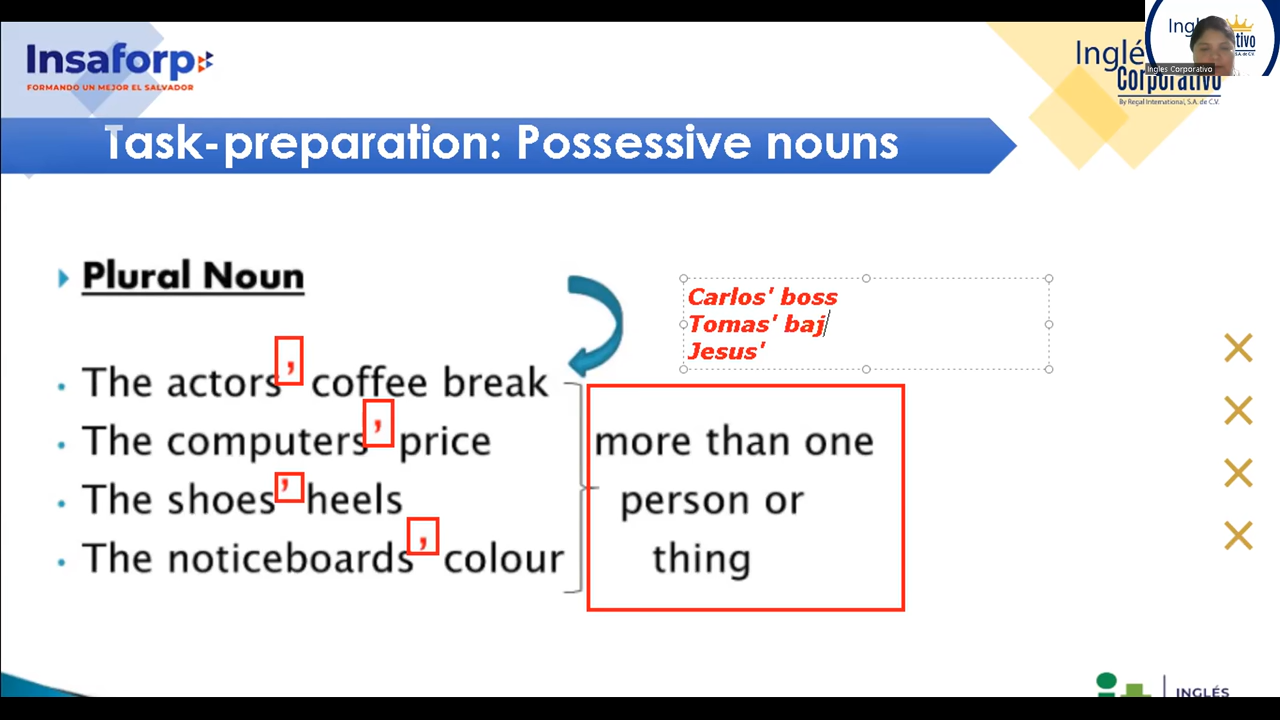 Insaforp
FORMANDO UN MEJOR EL SALVADOR
Inglé
Corporativo
By Regal International, S.A. de C.V.
Ingles Corporativo
Task-preparation: Possessive nouns
Plural Noun
Carlos' boss
Tomas' baj
Jesus'
The actors' coffee break
The computers' price
The shoes' heels
The noticeboards' colour
more than one
person or
thing
INGLÉS